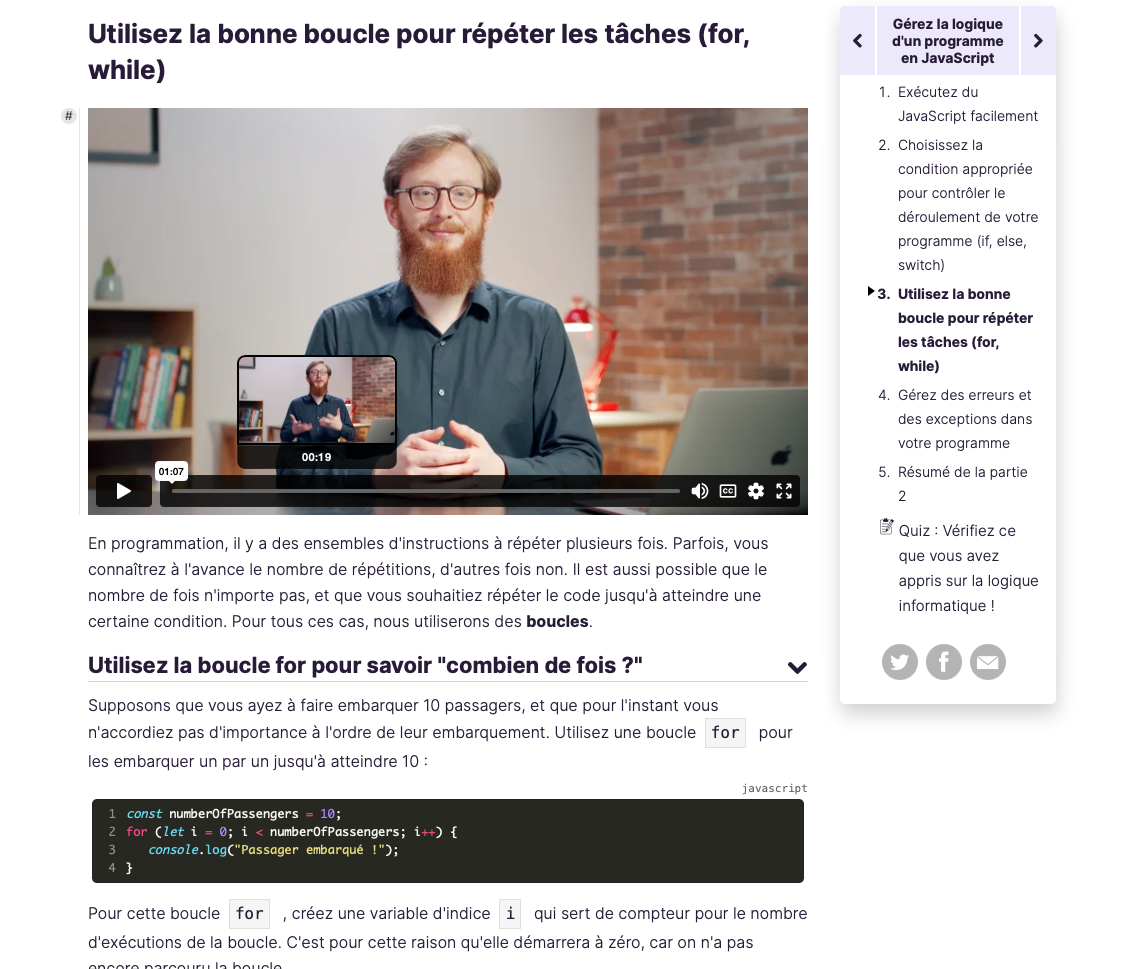 Utilisez la bonne boucle pour répéter les tâches (for,
while)
#
00:19
01:07
CC
En programmation, il y a des ensembles d'instructions à répéter plusieurs fois. Parfois, vous
connaîtrez à l'avance le nombre de répétitions, d'autres fois non. Il est aussi possible que le
nombre de fois n'importe pas, et que vous souhaitiez répéter le code jusqu'à atteindre une
certaine condition. Pour tous ces cas, nous utiliserons des boucles.
Utilisez la boucle for pour savoir "combien de fois ?"
Supposons que vous ayez à faire embarquer 10 passagers, et que pour l'instant vous
n'accordiez pas d'importance à l'ordre de leur embarquement. Utilisez une boucle for pour
les embarquer un par un jusqu'à atteindre 10 :
javascript
1 const numberOfPassengers = 10;
2 for (let i = 0; i < numberOfPassengers; i++) {
3    console.log("Passager embarqué !");
4 }
Pour cette boucle for , créez une variable d'indice i qui sert de compteur pour le nombre
d'exécutions de la boucle. C'est pour cette raison qu'elle démarrera à zéro, car on n'a pas
encore parcouru la boucle.
Gérez la logique
d'un programme
en JavaScript
1. Exécutez du
JavaScript facilement
2. Choisissez la
condition appropriée
pour contrôler le
déroulement de votre
programme (if, else,
switch)
3. Utilisez la bonne
boucle pour répéter
les tâches (for,
while)
4. Gérez des erreurs et
des exceptions dans
votre programme
5. Résumé de la partie
2
Quiz : Vérifiez ce
que vous avez
appris sur la logique
informatique !